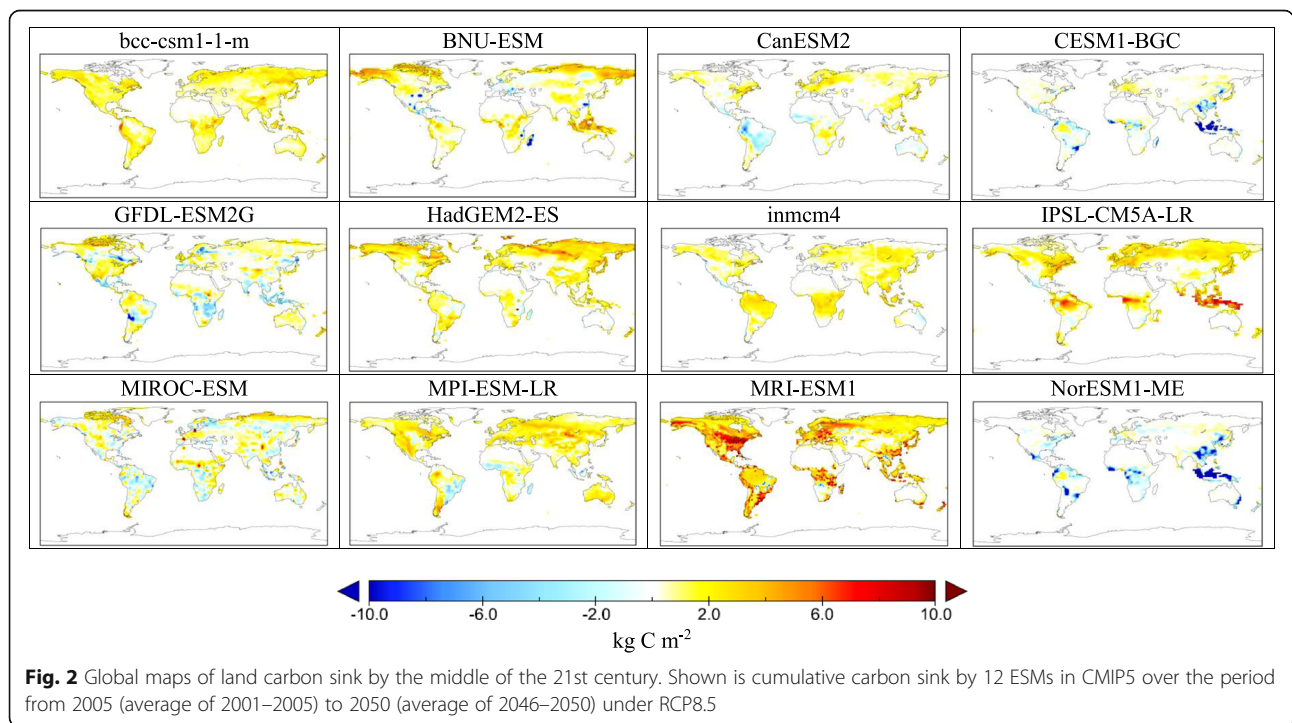 bcc-csm1-1-m
BNU-ESM
CanESM2
CESM1-BGC
GFDL-ESM2G
HadGEM2-ES
inmcm4
IPSL-CM5A-LR
MIROC-ESM
MPI-ESM-LR
MRI-ESM1
NorESM1-ME
-10.0 -6.0 -2.0 2.0 6.0 10.0
kg C m⁻²
Fig. 2 Global maps of land carbon sink by the middle of the 21st century. Shown is cumulative carbon sink by 12 ESMs in CMIP5 over the period
from 2005 (average of 2001–2005) to 2050 (average of 2046–2050) under RCP8.5